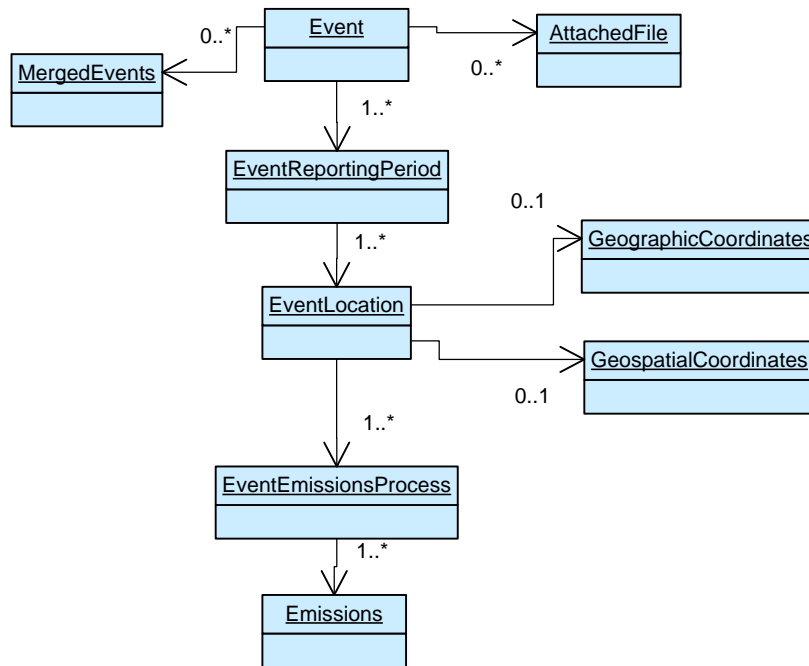 Event
AttachedFile
0..*
MergedEvents
0..*
1..*
EventReportingPeriod
0..1
1..*
GeographicCoordinates
EventLocation
GeospatialCoordinates
0..1
1..*
EventEmissionsProcess
1..*
Emissions